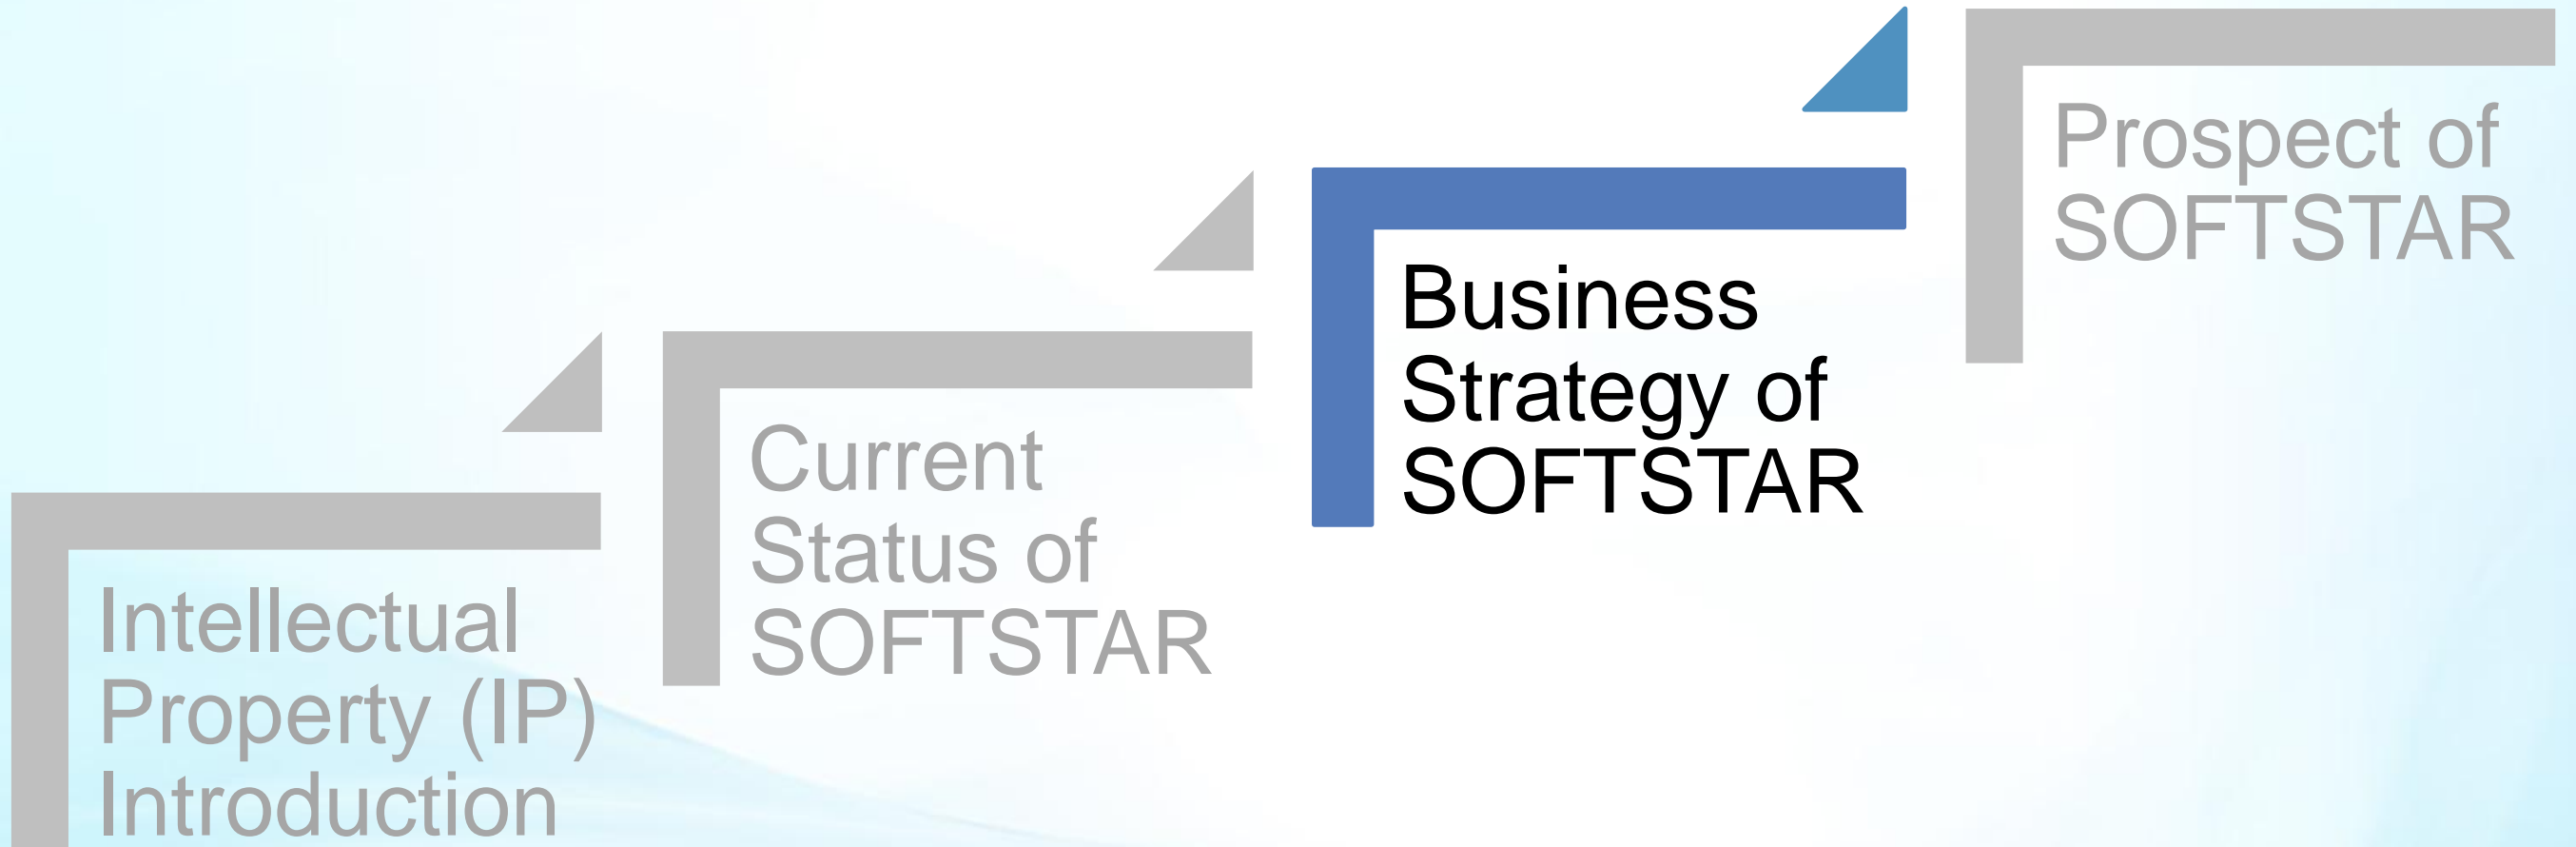 Intellectual
Property (IP)
Introduction
Current
Status of
SOFTSTAR
Business
Strategy of
SOFTSTAR
Prospect of
SOFTSTAR